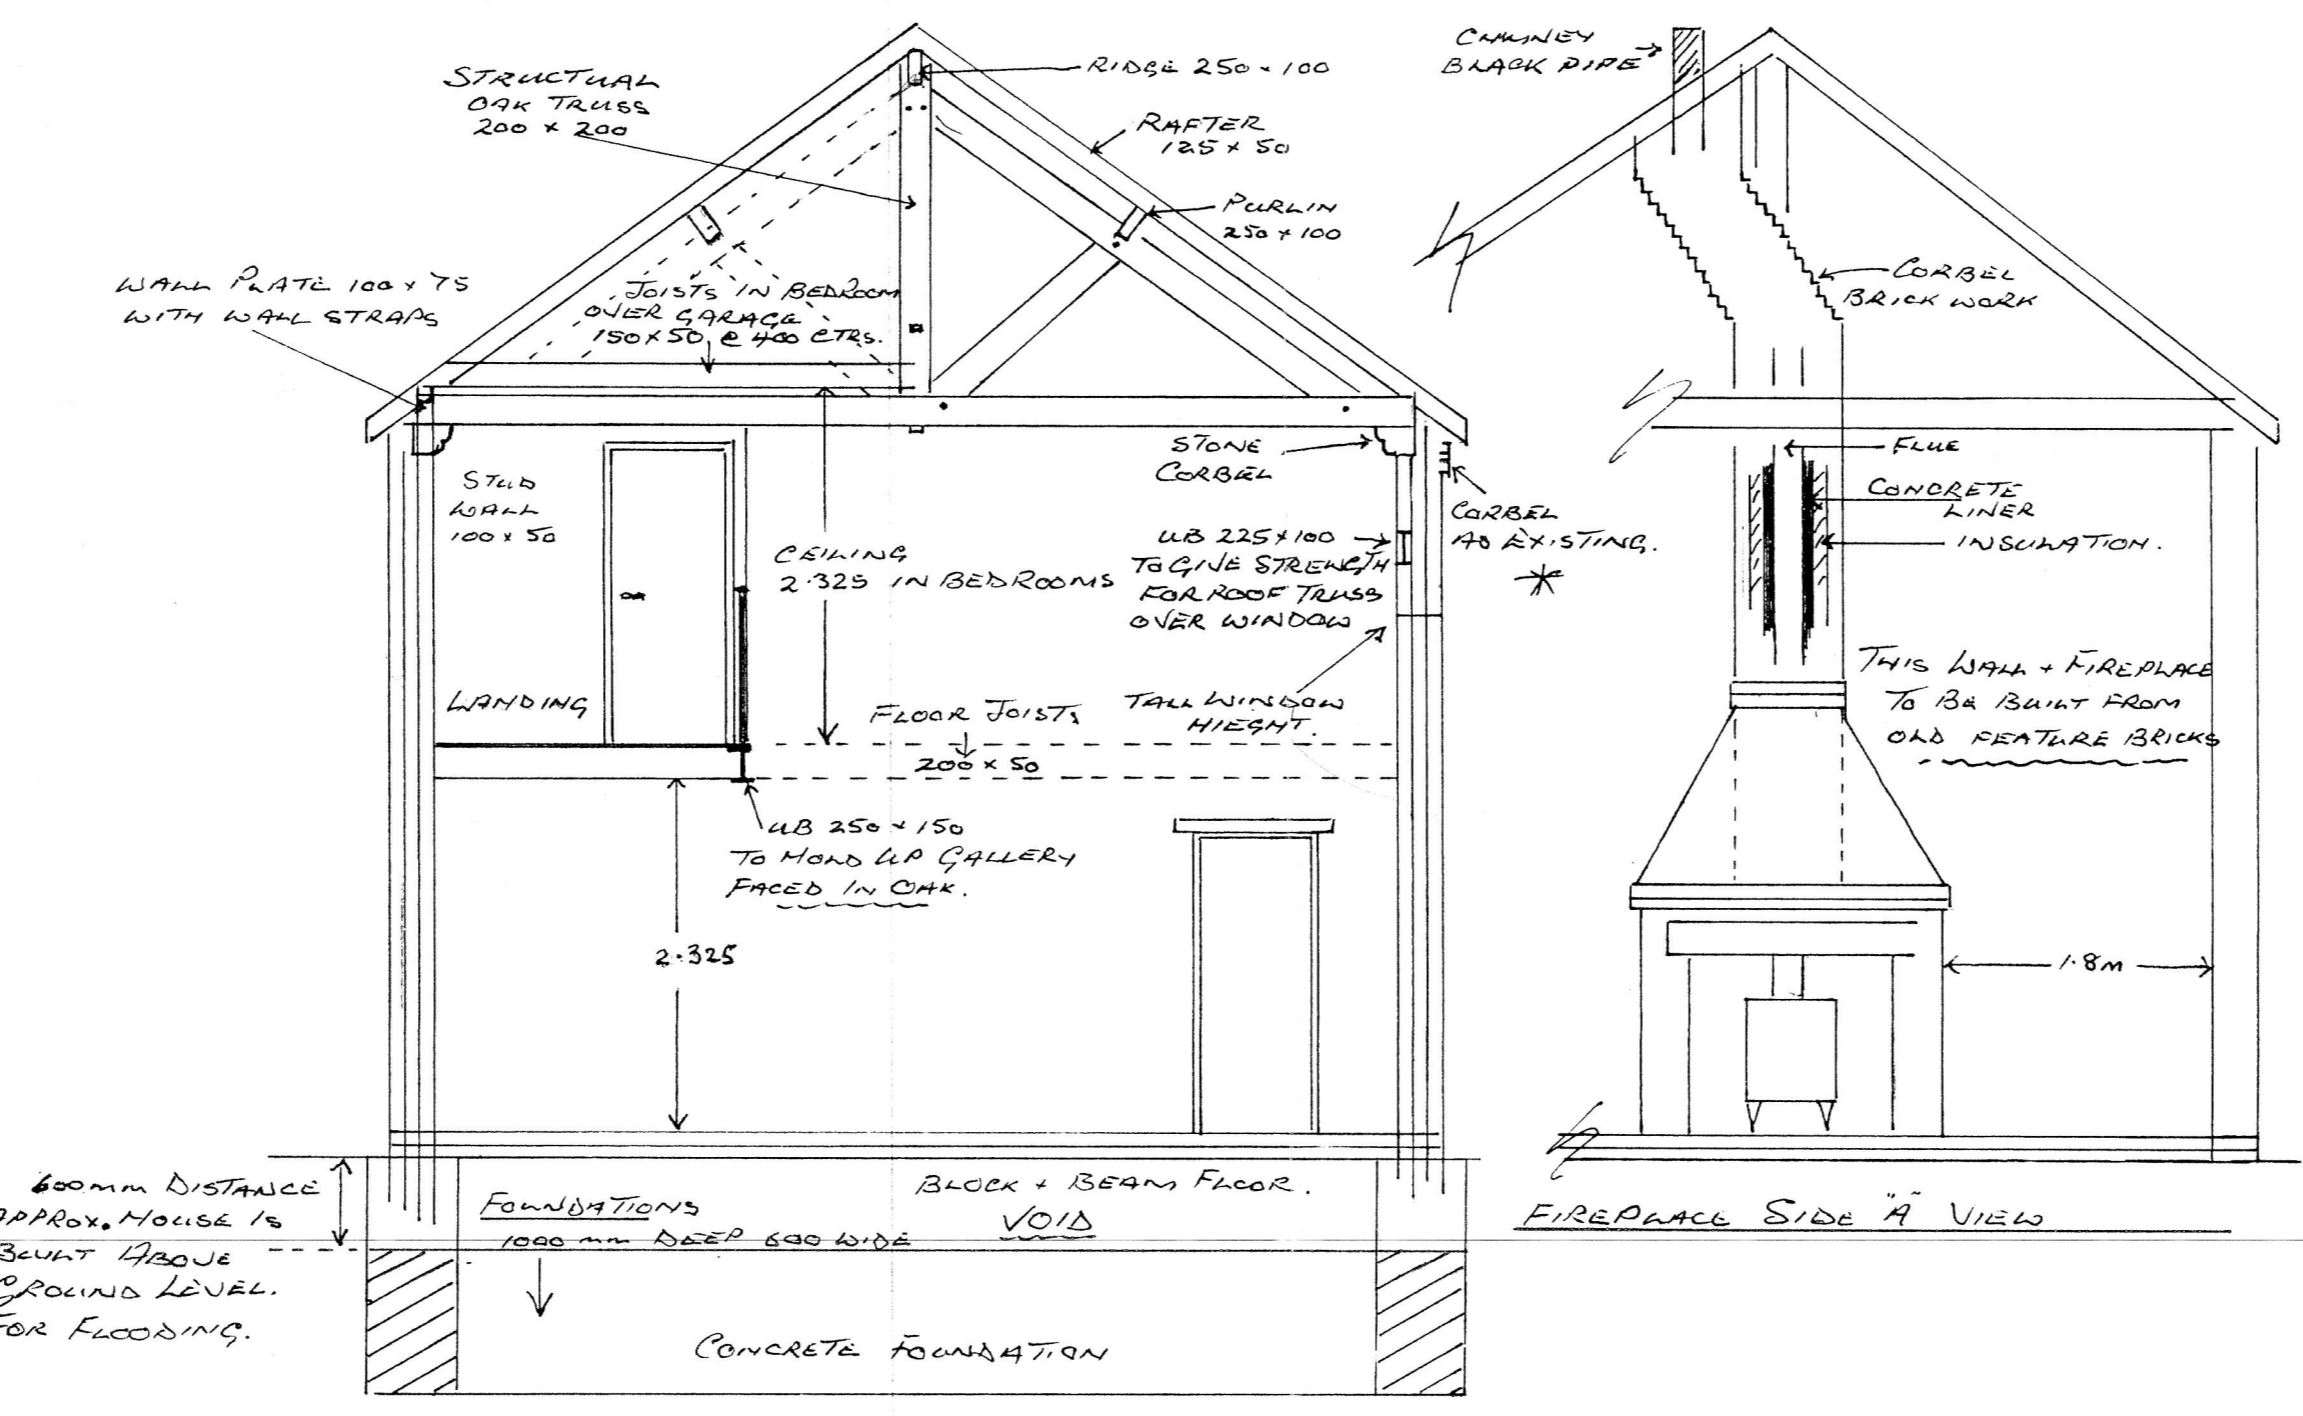 STRUCTUAL
OAK TRUSS
200 x 200
RIDGE 250 x 100
RAFTER
125 x 50
PURLIN
250 x 100
WALL PLATE 100 x 75
WITH WALL STRAPS
JOISTS IN BEDROOM
OVER GARAGE
150 x 50 @ 400 CTRS.
STUD
WALL
100 x 50
LANDING
CEILING
2.325 IN BEDROOMS
STONE
CORBEL
UB 225 x 100
TO GIVE STRENGTH
FOR ROOF TRUSS
OVER WINDOW
CORBEL
AS EXISTING.
*
TALL WINDOW
HIEGHT.
FLOOR JOISTS
200 x 50
UB 250 x 150
TO HOLD UP GALLERY
FACED IN OAK.
2.325
600mm DISTANCE
APPROX. HOUSE IS
BUILT ABOVE
GROUND LEVEL.
FOR FLOODING.
FOUNDATIONS
1000 mm DEEP 600 WIDE
BLOCK + BEAM FLOOR.
VOID
CONCRETE FOUNDATION
CHIMNEY
BLACK PIPE
CORBEL
BRICK WORK
FLUE
CONCRETE
LINER
INSULATION.
THIS WALL + FIREPLACE
TO BE BUILT FROM
OLD FEATURE BRICKS
1.8M
FIREPLACE SIDE "A" VIEW